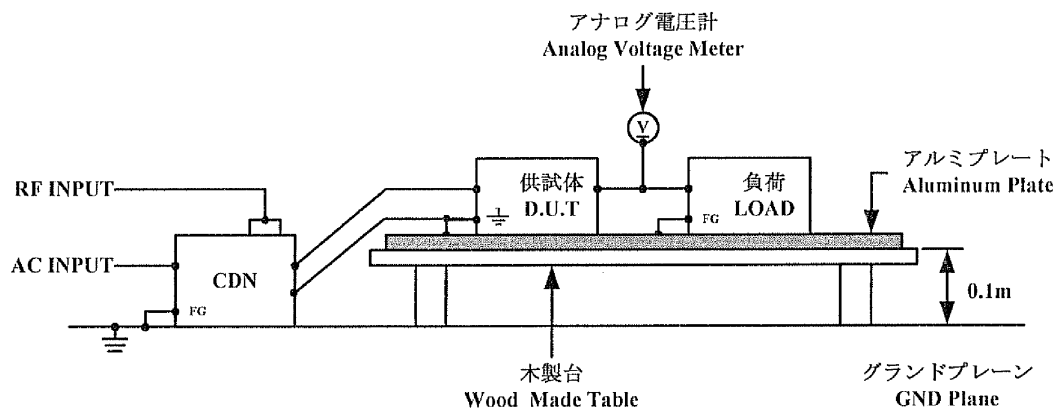 アナログ電圧計
Analog Voltage Meter
V
供試体
D.U.T
負荷
LOAD
FG
アルミプレート
Aluminum Plate
RF INPUT
AC INPUT
CDN
FG
0.1m
木製台
Wood Made Table
グランドプレーン
GND Plane